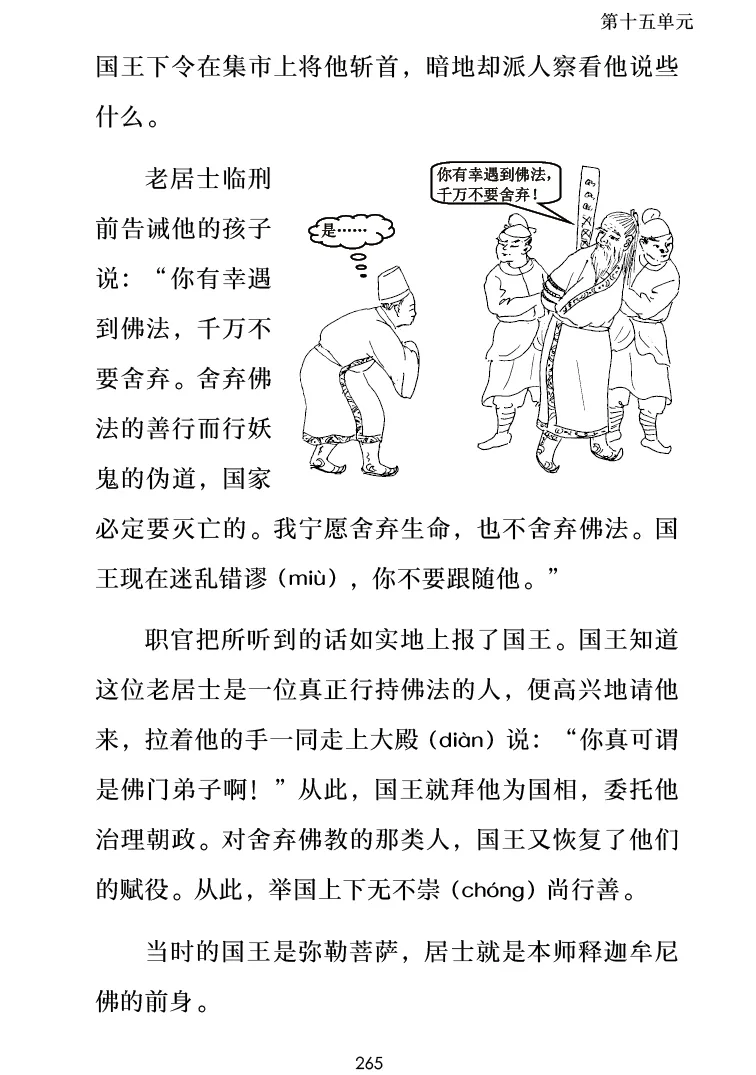 第十五单元
国王下令在集市上将他斩首，暗地却派人察看他说些
什么。
老居士临刑
前告诫他的孩子
说：“你有幸遇
到佛法，千万不
要舍弃。舍弃佛
法的善行而行妖
鬼的伪道，国家
你有幸遇到佛法，
千万不要舍弃！
是……
必定要灭亡的。我宁愿舍弃生命，也不舍弃佛法。国
王现在迷乱错谬（miù），你不要跟随他。”
职官把所听到的话如实地上报了国王。国王知道
这位老居士是一位真正行持佛法的人，便高兴地请他
来，拉着他的手一同走上大殿（diàn）说：“你真可谓
是佛门弟子啊！”从此，国王就拜他为国相，委托他
治理朝政。对舍弃佛教的那类人，国王又恢复了他们
的赋役。从此，举国上下无不崇（chóng）尚行善。
当时的国王是弥勒菩萨，居士就是本师释迦牟尼
佛的前身。
265